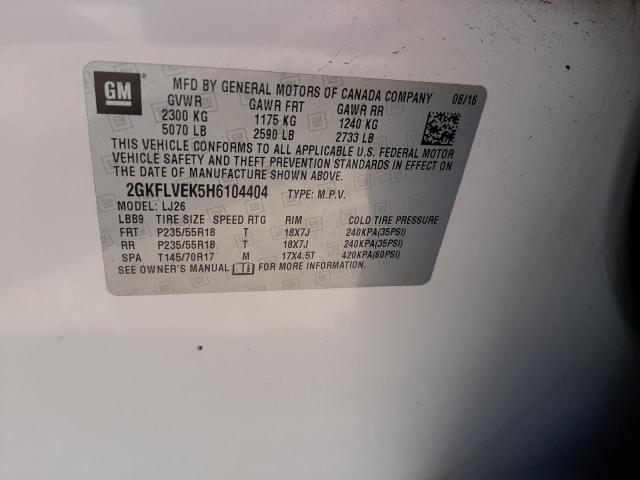 GM
MFD BY GENERAL MOTORS OF CANADA COMPANY 06/16
GVWR GAWR FRT GAWR RR
2300 KG 1175 KG 1240 KG
5070 LB 2590 LB 2733 LB
THIS VEHICLE CONFORMS TO ALL APPLICABLE U.S. FEDERAL MOTOR
VEHICLE SAFETY AND THEFT PREVENTION STANDARDS IN EFFECT ON
THE DATE OF MANUFACTURE SHOWN ABOVE.
2GKFLVEK5H6104404 TYPE: M.P.V.
MODEL: LJ26
LBB9 TIRE SIZE SPEED RTG RIM COLD TIRE PRESSURE
FRT P235/55R18 T 18X7J 240KPA(35PSI)
RR P235/55R18 T 18X7J 240KPA(35PSI)
SPA T145/70R17 M 17X4.5T 420KPA(60PSI)
SEE OWNER'S MANUAL FOR MORE INFORMATION